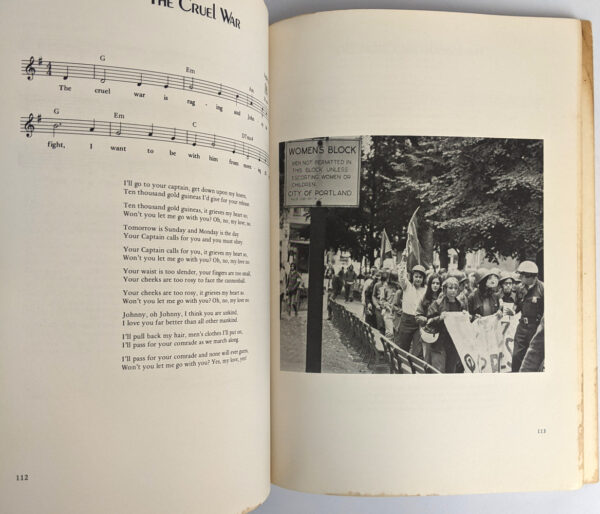 THE CRUEL WAR
G Em
The cruel war is rag - ing and John
G Em C D7sus4
fight, I want to be with him from morn -
I'll go to your captain, get down upon my knees,
Ten thousand gold guineas I'd give for your release
Ten thousand gold guineas, it grieves my heart so,
Won't you let me go with you? Oh, no, my love no.
Tomorrow is Sunday and Monday is the day
Your Captain calls for you and you must obey
Your Captain calls for you, it grieves my heart so,
Won't you let me go with you? Oh, no, my love no
Your waist is too slender, your fingers are too small,
Your cheeks are too rosy to face the cannonball
Your cheeks are too rosy, it grieves my heart so,
Won't you let me go with you? Oh, no, my love no
Johnny, oh Johnny, I think you are unkind,
I love you far better than all other mankind.
I'll pull back my hair, men's clothes I'll put on,
I'll pass for your comrade as we march along.
I'll pass for your comrade and none will ever guess,
Won't you let me go with you? Yes, my love, yes!
112
WOMEN'S BLOCK
MEN NOT PERMITTED IN
THIS BLOCK, UNLESS
ESCORTING WOMEN OR
CHILDREN.
CITY OF PORTLAND
113